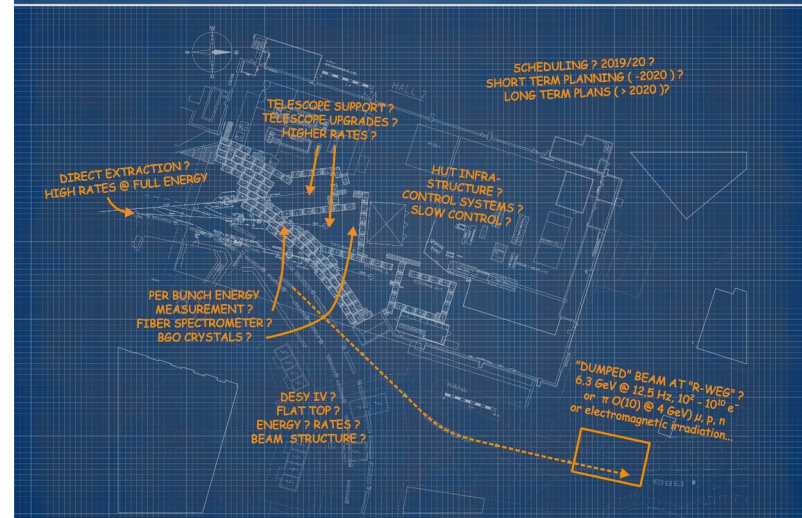 SCHEDULING ? 2019/20 ?
SHORT TERM PLANNING ( -2020 ) ?
LONG TERM PLANS ( > 2020 )?
HALL 2
TELESCOPE SUPPORT ?
TELESCOPE UPGRADES ?
HIGHER RATES ?
DIRECT EXTRACTION ?
HIGH RATES @ FULL ENERGY
HUT INFRA-
STRUCTURE ?
CONTROL SYSTEMS ?
SLOW CONTROL ?
PER BUNCH ENERGY
MEASUREMENT ?
FIBER SPECTROMETER ?
BGO CRYSTALS ?
DESY IV ?
FLAT TOP ?
ENERGY ? RATES ?
BEAM STRUCTURE ?
"DUMPED" BEAM AT "R-WEG" ?
6.3 GeV @ 12.5 Hz, 10² - 10¹⁰ e⁻
or π O(10) @ 4 GeV) μ, p, n
or electromagnetic irradiation...